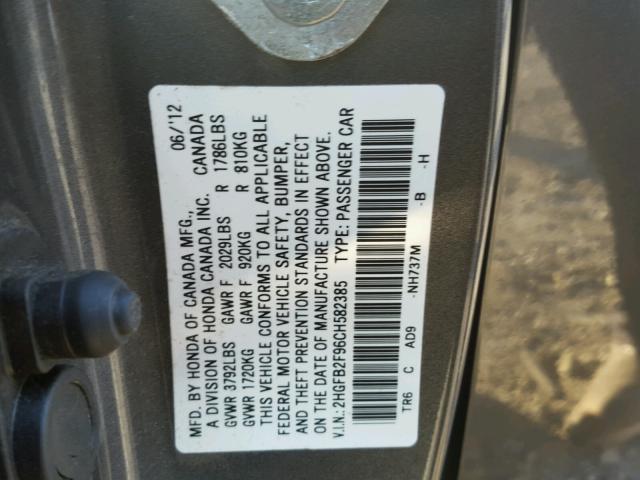 MFD. BY HONDA OF CANADA MFG., 06/'12
A DIVISION OF HONDA CANADA INC. CANADA
GVWR 3792LBS GAWR F 2029LBS R 1786LBS
GVWR 1720KG GAWR F 920KG R 810KG
THIS VEHICLE CONFORMS TO ALL APPLICABLE
FEDERAL MOTOR VEHICLE SAFETY, BUMPER,
AND THEFT PREVENTION STANDARDS IN EFFECT
ON THE DATE OF MANUFACTURE SHOWN ABOVE.
V.I.N.: 2HGFB2F96CH582385 TYPE: PASSENGER CAR
TR6 C AD9 -NH737M -B -H